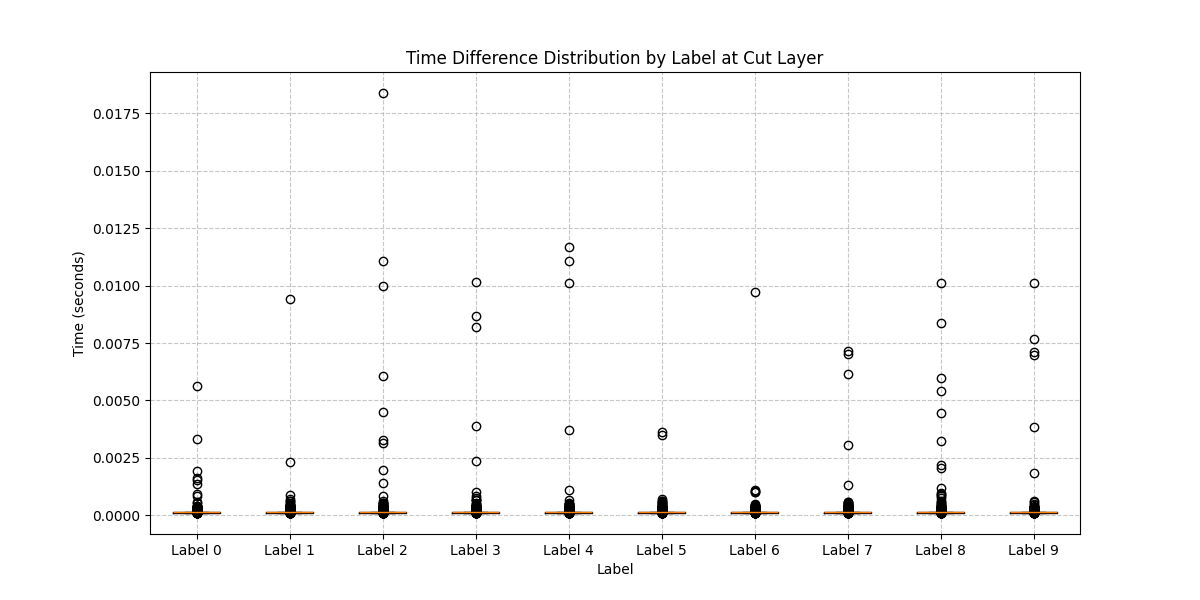 Time Difference Distribution by Label at Cut Layer
Time (seconds)
0.0175
0.0150
0.0125
0.0100
0.0075
0.0050
0.0025
0.0000
Label 0 Label 1 Label 2 Label 3 Label 4 Label 5 Label 6 Label 7 Label 8 Label 9
Label